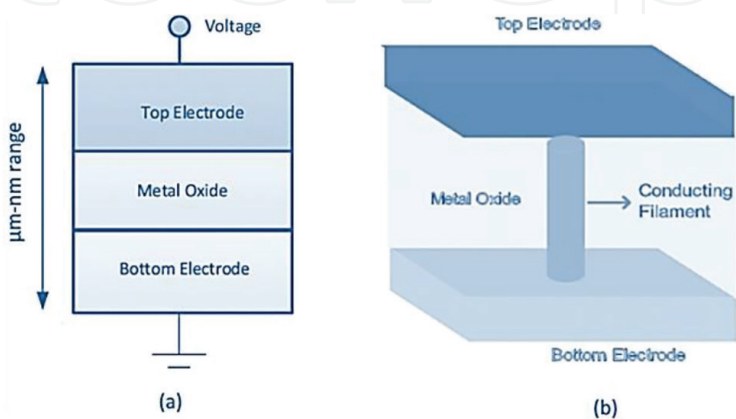 Voltage
Top Electrode
Metal Oxide
Bottom Electrode
µm-nm range
(a)
Top Electrode
Metal Oxide
Conducting
Filament
Bottom Electrode
(b)